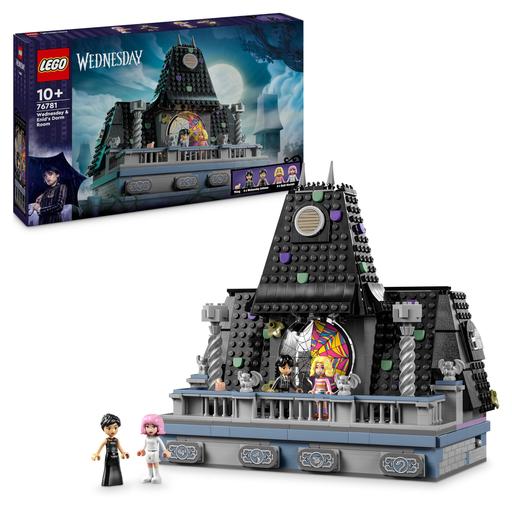 LEGO
WEDNESDAY
10+
76781
Wednesday &
Enid's Dorm
Room